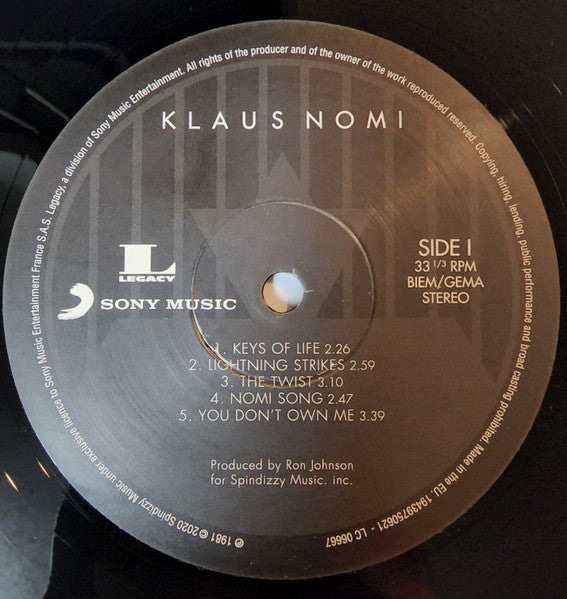 KLAUS NOMI
L
LEGACY
SONY MUSIC
SIDE I
33 1/3 RPM
BIEM/GEMA
STEREO
1. KEYS OF LIFE 2.26
2. LIGHTNING STRIKES 2.59
3. THE TWIST 3.10
4. NOMI SONG 2.47
5. YOU DON'T OWN ME 3.39
Produced by Ron Johnson
for Spindizzy Music. inc.
℗ 1981 © 2020 Spindizzy Music under exclusive licence to Sony Music Entertainment France S.A.S. Legacy, a division of Sony Music Entertainment. All rights of the producer and of the owner of the work reproduced reserved. Copying, hiring, lending, public performance and broad casting prohibited. Made in the EU. 19439750621 - LC 06667